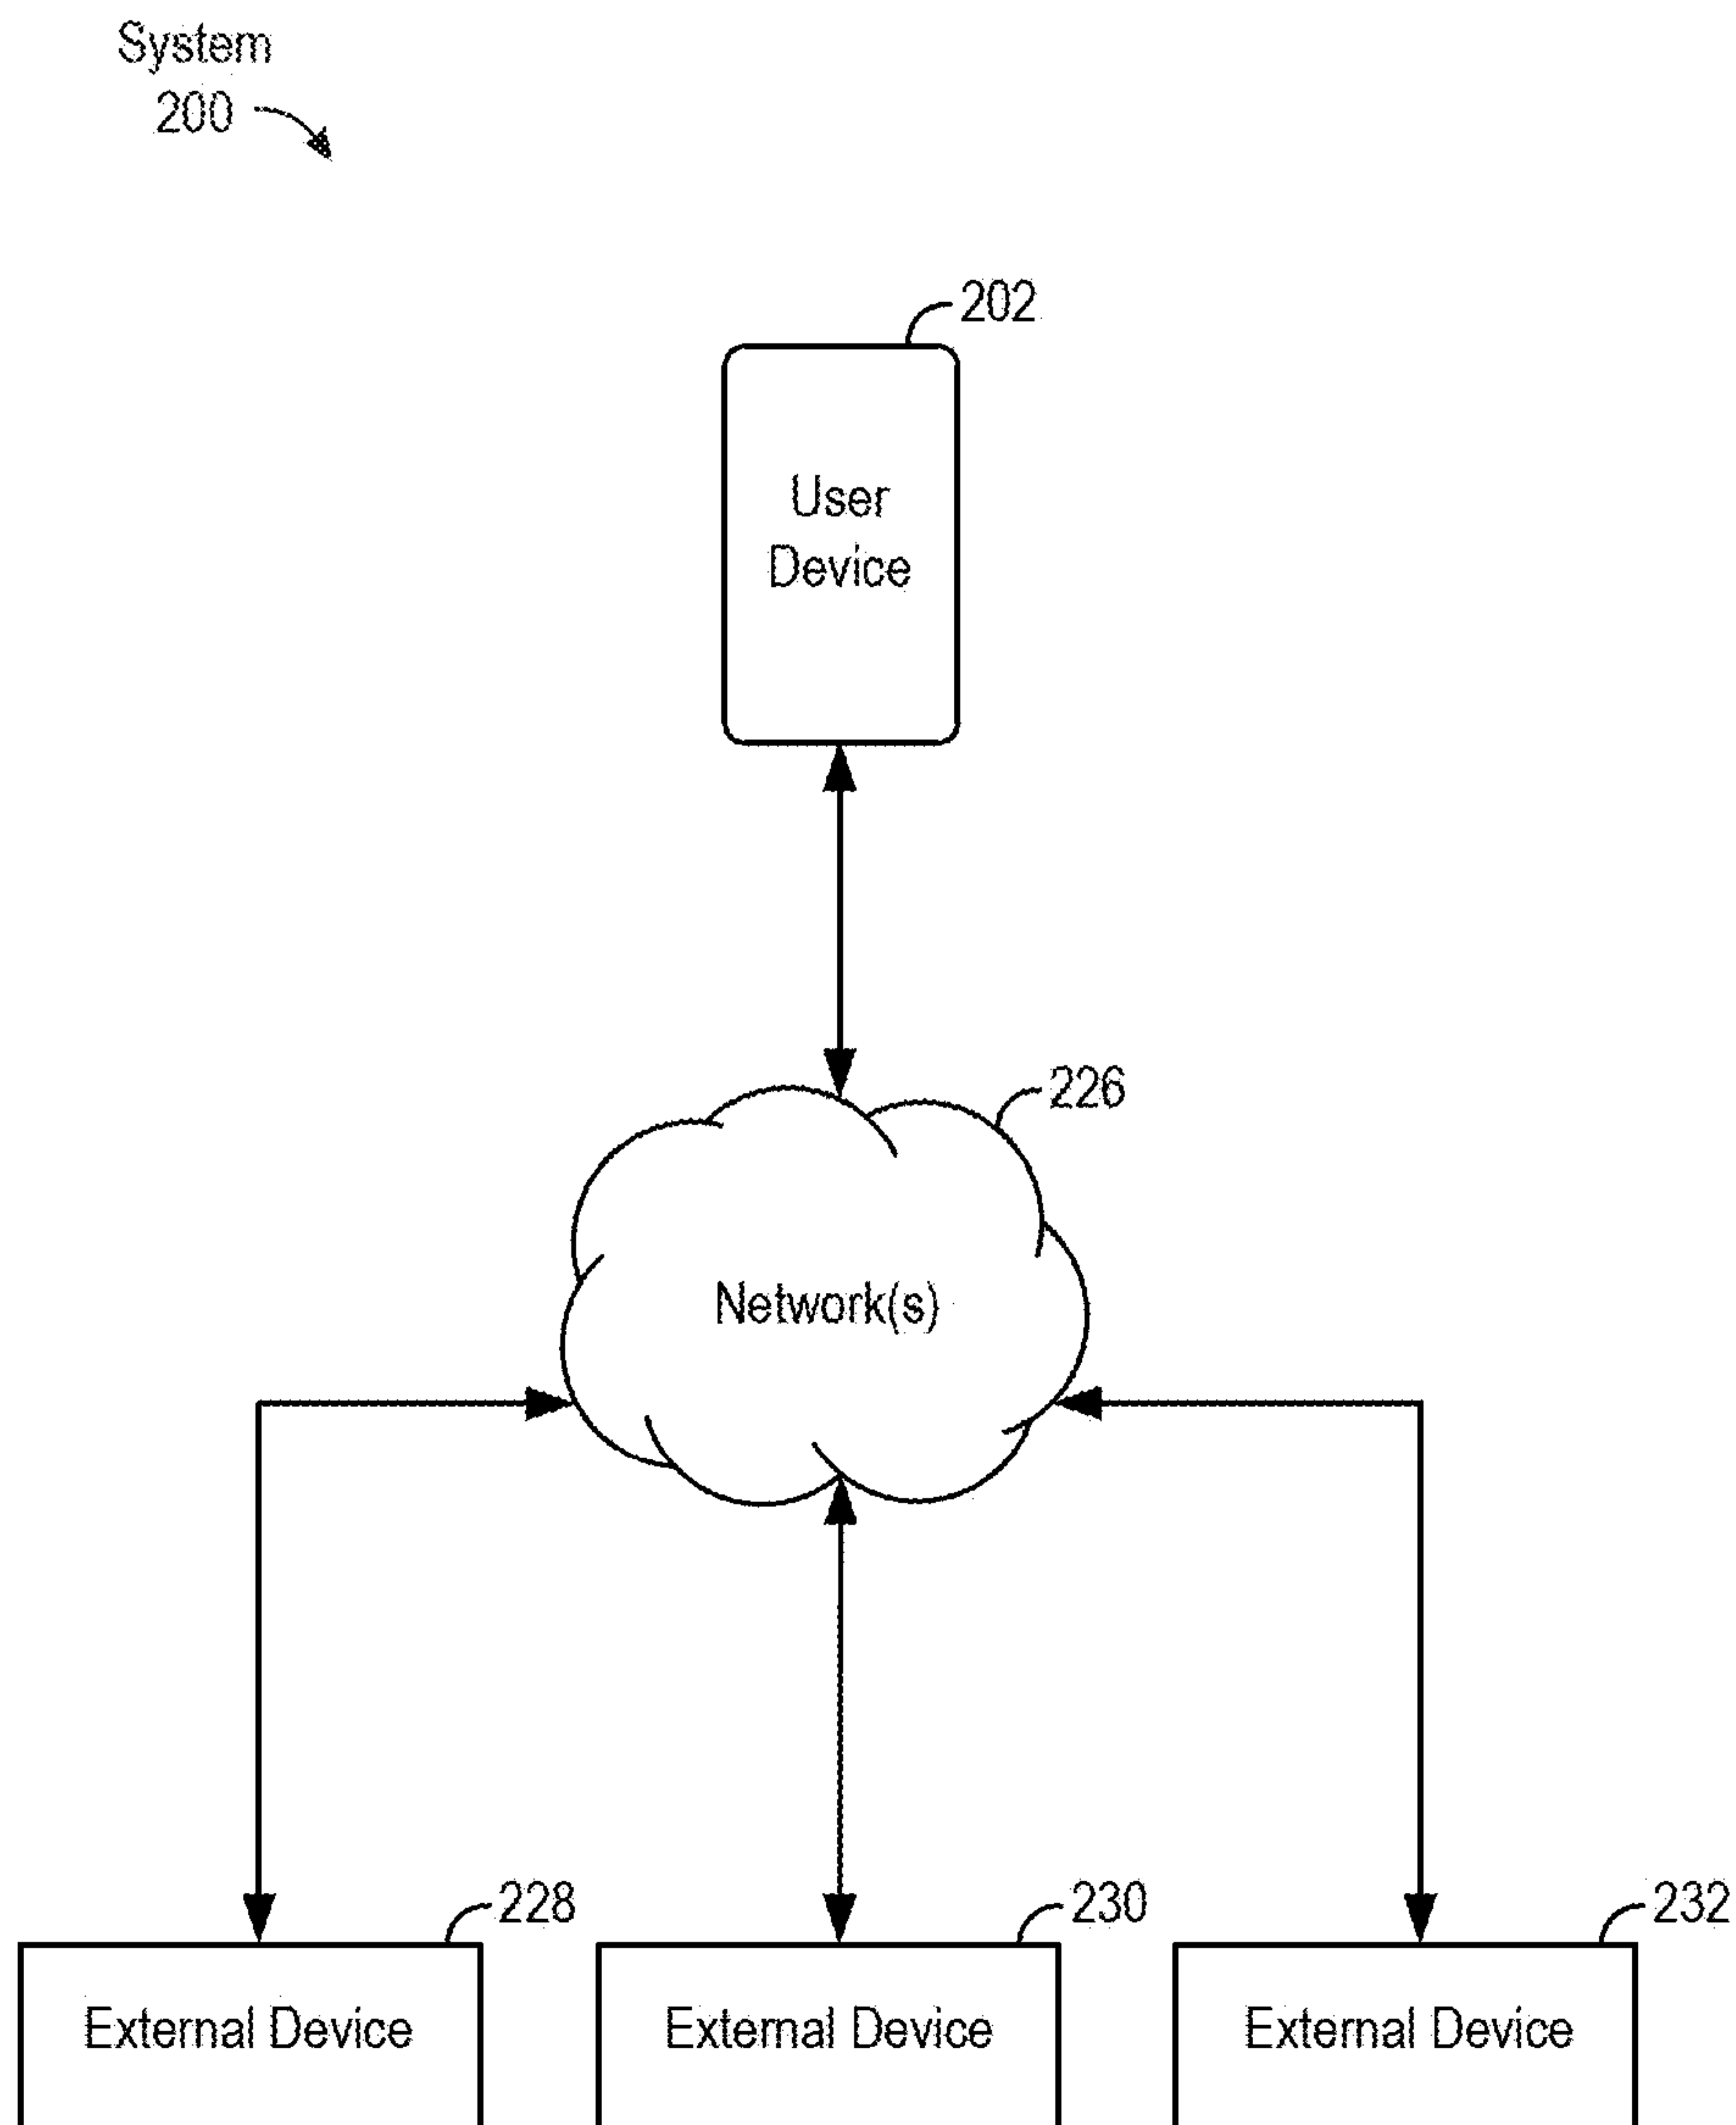 System
200
202
User
Device
226
Network(s)
228
230
232
External Device
External Device
External Device